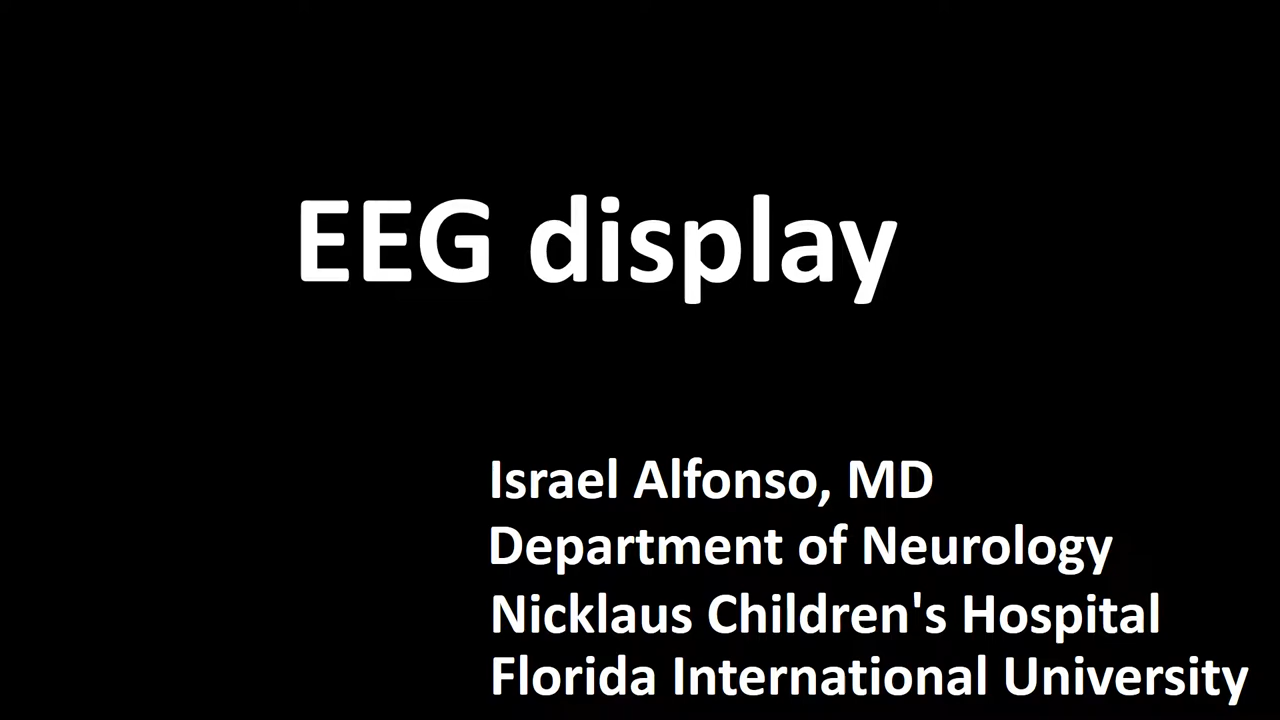 EEG display
Israel Alfonso, MD
Department of Neurology
Nicklaus Children's Hospital
Florida International University